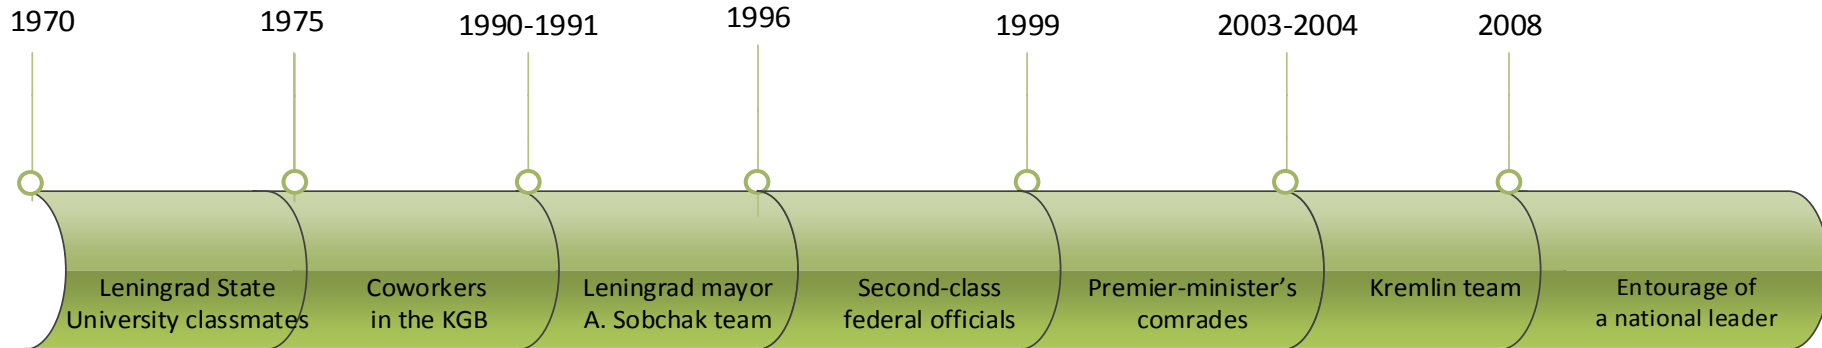 1970
1975
1990-1991
1996
1999
2003-2004
2008
Leningrad State
University classmates
Coworkers
in the KGB
Leningrad mayor
A. Sobchak team
Second-class
federal officials
Premier-minister’s
comrades
Kremlin team
Entourage of
a national leader